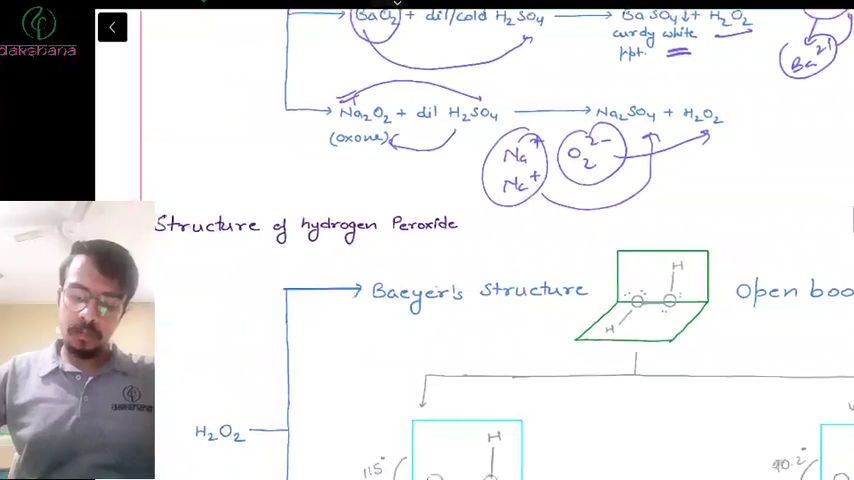 BaO₂ + dil/cold H₂SO₄ → BaSO₄↓ + H₂O₂
curdy white
ppt.
Ba²⁺
dakshana
Na₂O₂ + dil H₂SO₄ → Na₂SO₄ + H₂O₂
(oxone)
Na⁺ O₂²⁻
Na⁺
Structure of hydrogen Peroxide
Baeyer's structure
H
O O
H
Open boo
H₂O₂
H
115°
90.2°
dakshana